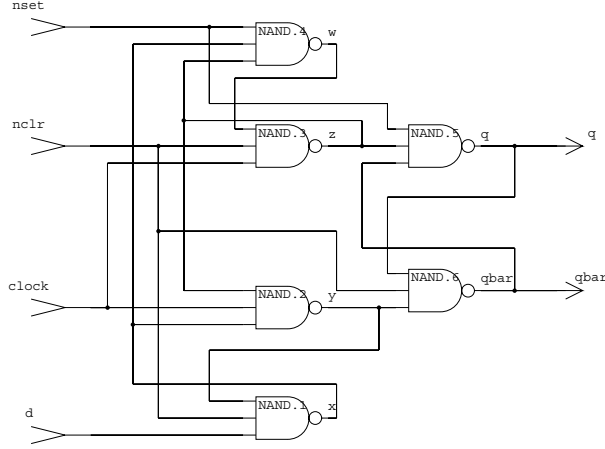 nset
NAND.4
w
nclr
NAND.3
z
NAND.5
q
q
clock
NAND.2
y
NAND.6
qbar
qbar
d
NAND.1
x